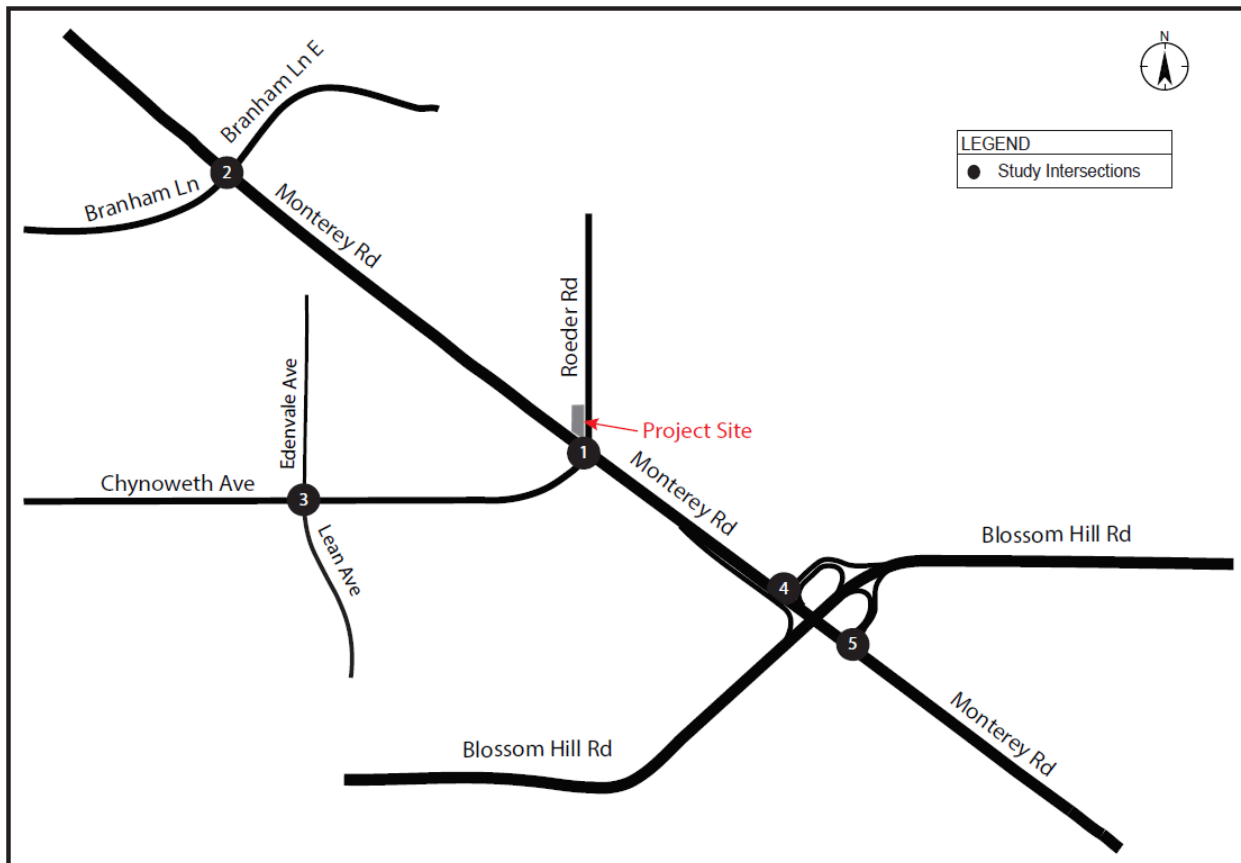 N
Branham Ln E
LEGEND
Study Intersections
2
Branham Ln
Monterey Rd
Roeder Rd
Edenvale Ave
Project Site
1
Chynoweth Ave
3
Monterey Rd
Lean Ave
Blossom Hill Rd
4
5
Monterey Rd
Blossom Hill Rd